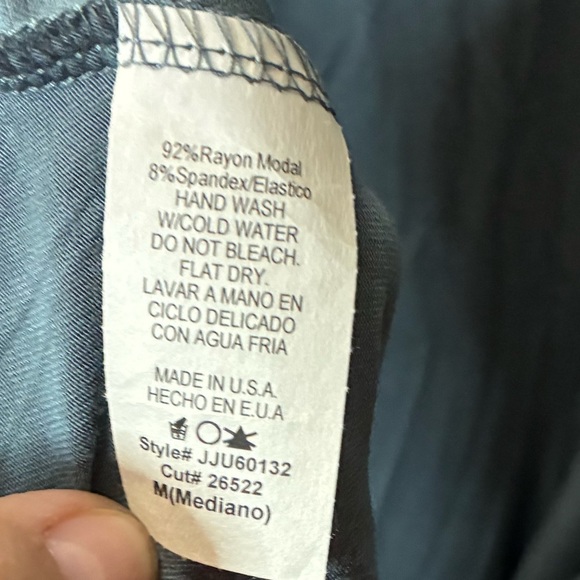 92%Rayon Modal
8%Spandex/Elastico
HAND WASH
W/COLD WATER
DO NOT BLEACH.
FLAT DRY.
LAVAR A MANO EN
CICLO DELICADO
CON AGUA FRIA
MADE IN U.S.A.
HECHO EN E.U.A
Style# JJU60132
Cut# 26522
M(Mediano)